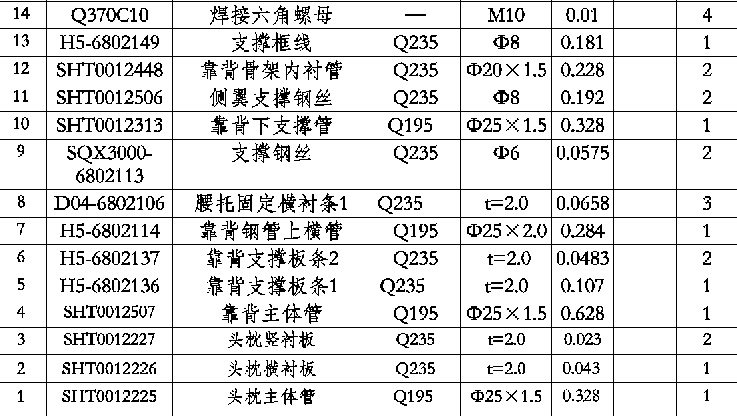 14 Q370C10 焊接六角螺母 — M10 0.01 4
13 H5-6802149 支撑框线 Q235 Φ8 0.181 1
12 SHT0012448 靠背骨架内衬管 Q235 Φ20×1.5 0.228 2
11 SHT0012506 侧翼支撑钢丝 Q235 Φ8 0.192 2
10 SHT0012313 靠背下支撑管 Q195 Φ25×1.5 0.328 1
9 SQX3000- 支撑钢丝 Q235 Φ6 0.0575 2
6802113
8 D04-6802106 腰托固定横衬条1 Q235 t=2.0 0.0658 3
7 H5-6802114 靠背钢管上横管 Q195 Φ25×2.0 0.284 1
6 H5-6802137 靠背支撑板条2 Q235 t=2.0 0.0483 2
5 H5-6802136 靠背支撑板条1 Q235 t=2.0 0.107 1
4 SHT0012507 靠背主体管 Q195 Φ25×1.5 0.628 1
3 SHT0012227 头枕竖衬板 Q235 t=2.0 0.023 2
2 SHT0012226 头枕横衬板 Q235 t=2.0 0.043 1
1 SHT0012225 头枕主体管 Q195 Φ25×1.5 0.328 1